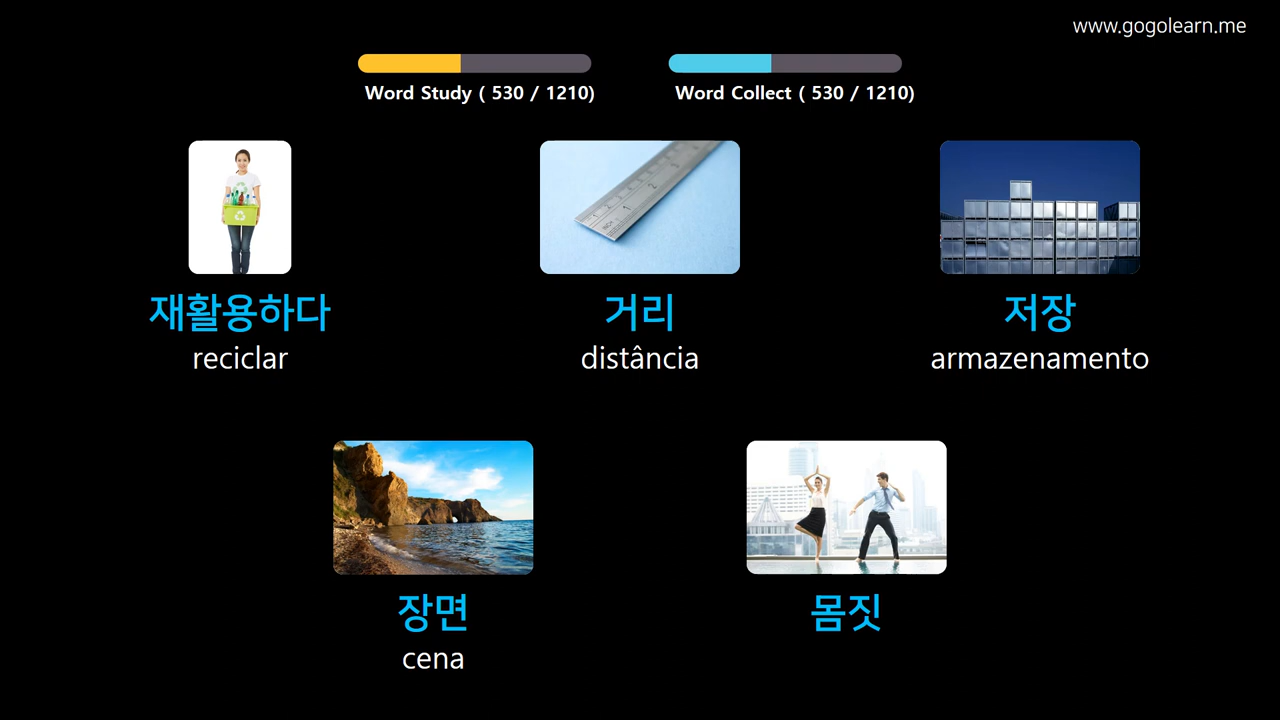 www.gogolearn.me
Word Study ( 530 / 1210)
Word Collect ( 530 / 1210)
재활용하다
reciclar
거리
distância
저장
armazenamento
장면
cena
몸짓